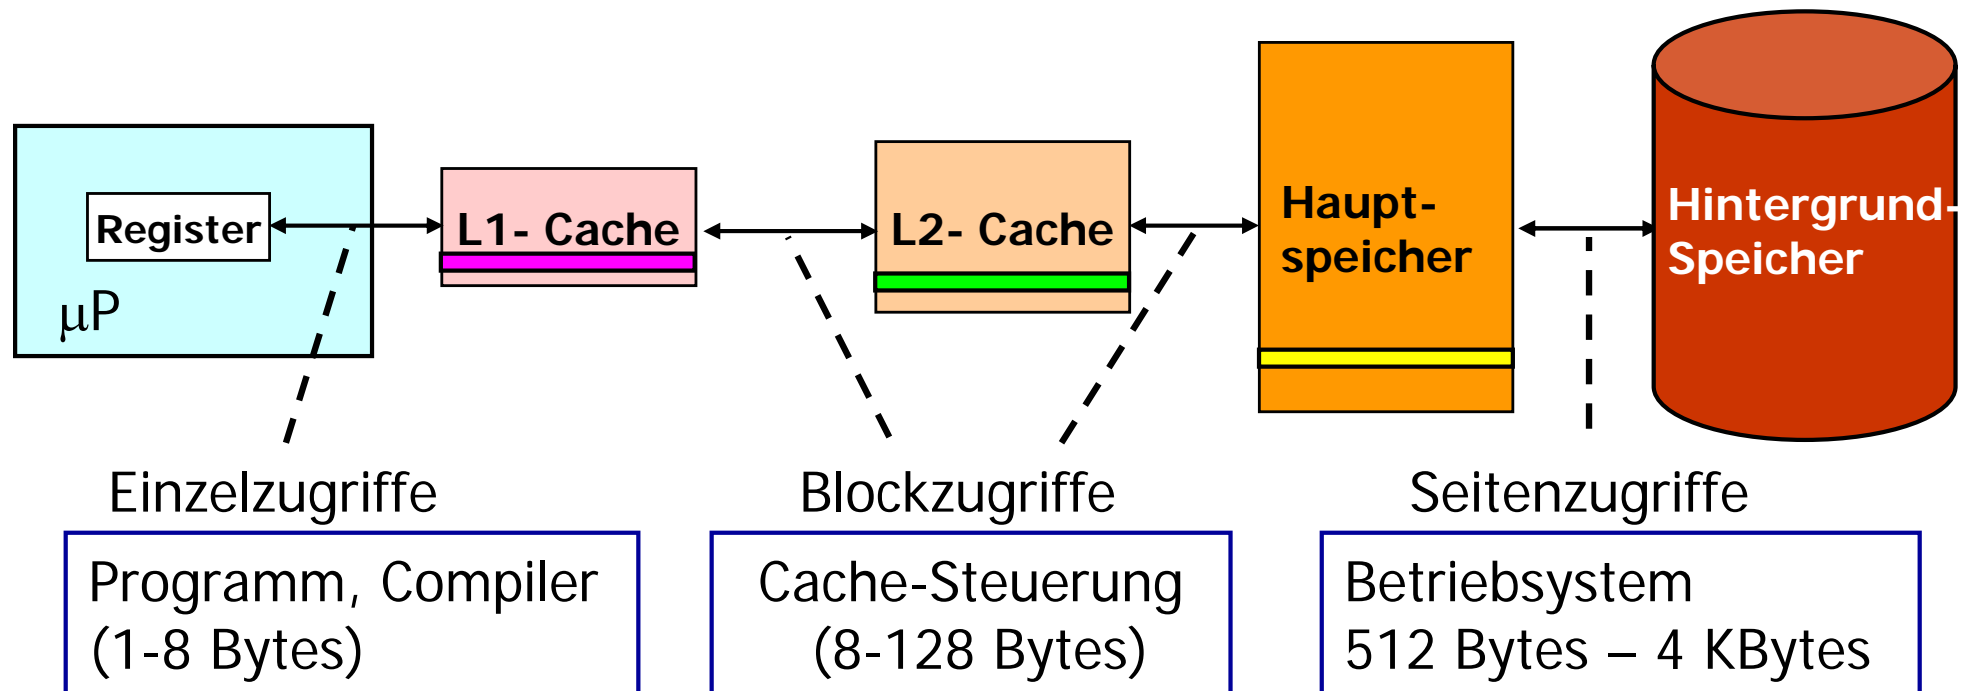 Register
μP
L1- Cache
L2- Cache
Haupt-
speicher
Hintergrund-
Speicher
Einzelzugriffe
Programm, Compiler
(1-8 Bytes)
Blockzugriffe
Cache-Steuerung
(8-128 Bytes)
Seitenzugriffe
Betriebsystem
512 Bytes – 4 KBytes